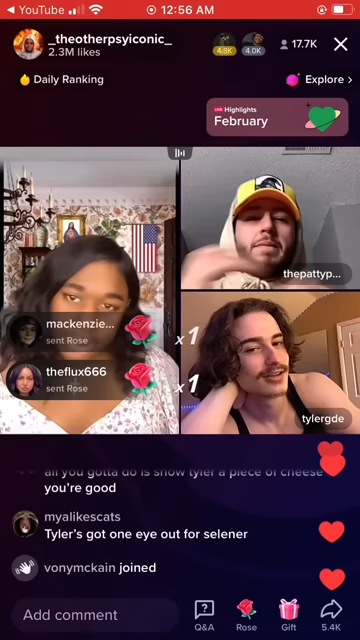 YouTube
12:56 AM
_theotherpsyiconic_
2.3M likes
4.8K
4.0K
17.7K
Daily Ranking
Explore
LIVE Highlights
February
thepattyp...
mackenzie...
sent Rose
x1
theflux666
sent Rose
x1
tylergde
all you gotta do is show tyler a piece of cheese
you're good
myalikescats
Tyler's got one eye out for selener
vonymckain joined
Add comment
Q&A
Rose
Gift
5.4K